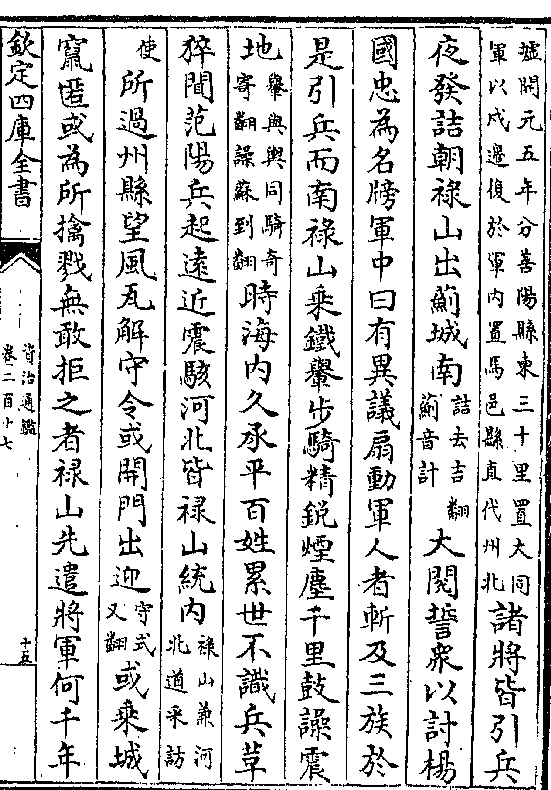 墟開元五年分善陽縣東三十里置大同
軍以戍邊復於軍內置馬邑縣直代州北
諸將皆引兵
夜發詰朝祿山出薊城南
詰去吉翻
薊音計
大閱誓衆以討楊
國忠為名牓軍中曰有異議扇動軍人者斬及三族於
是引兵而南祿山乘鐵轝步騎精銳煙塵千里鼓譟震
地
轝與輿同騎奇
寄翻譟蘇到翻
時海內久承平百姓累世不識兵革
猝聞范陽兵起遠近震駭河北皆祿山統內
祿山兼河
北道采訪
使
所過州縣望風瓦解守令或開門出迎
守式
又翻
或棄城
竄匿或為所擒戮無敢拒之者祿山先遣將軍何千年
欽定四庫全書
資治通鑑
卷二百十七
十五